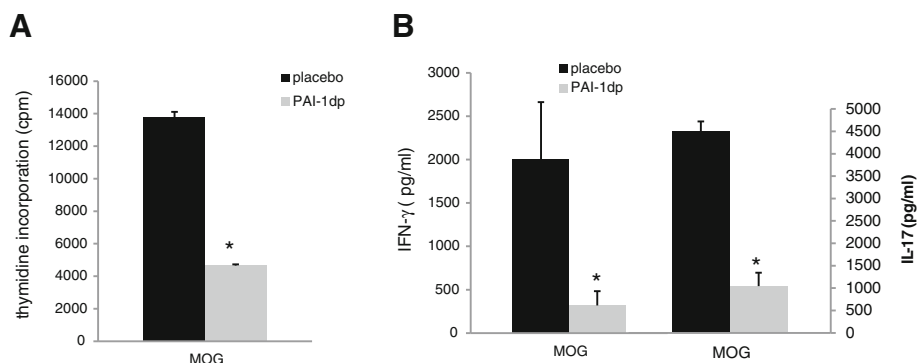 A
thymidine incorporation (cpm)
16000
14000
12000
10000
8000
6000
4000
2000
0
placebo
PAI-1dp
*
MOG
B
IFN-γ ( pg/ml)
3000
2500
2000
1500
1000
500
0
placebo
PAI-1dp
*
*
MOG
MOG
5000
4500
4000
3500
3000
2500
2000
1500
1000
500
0
IL-17(pg/ml)